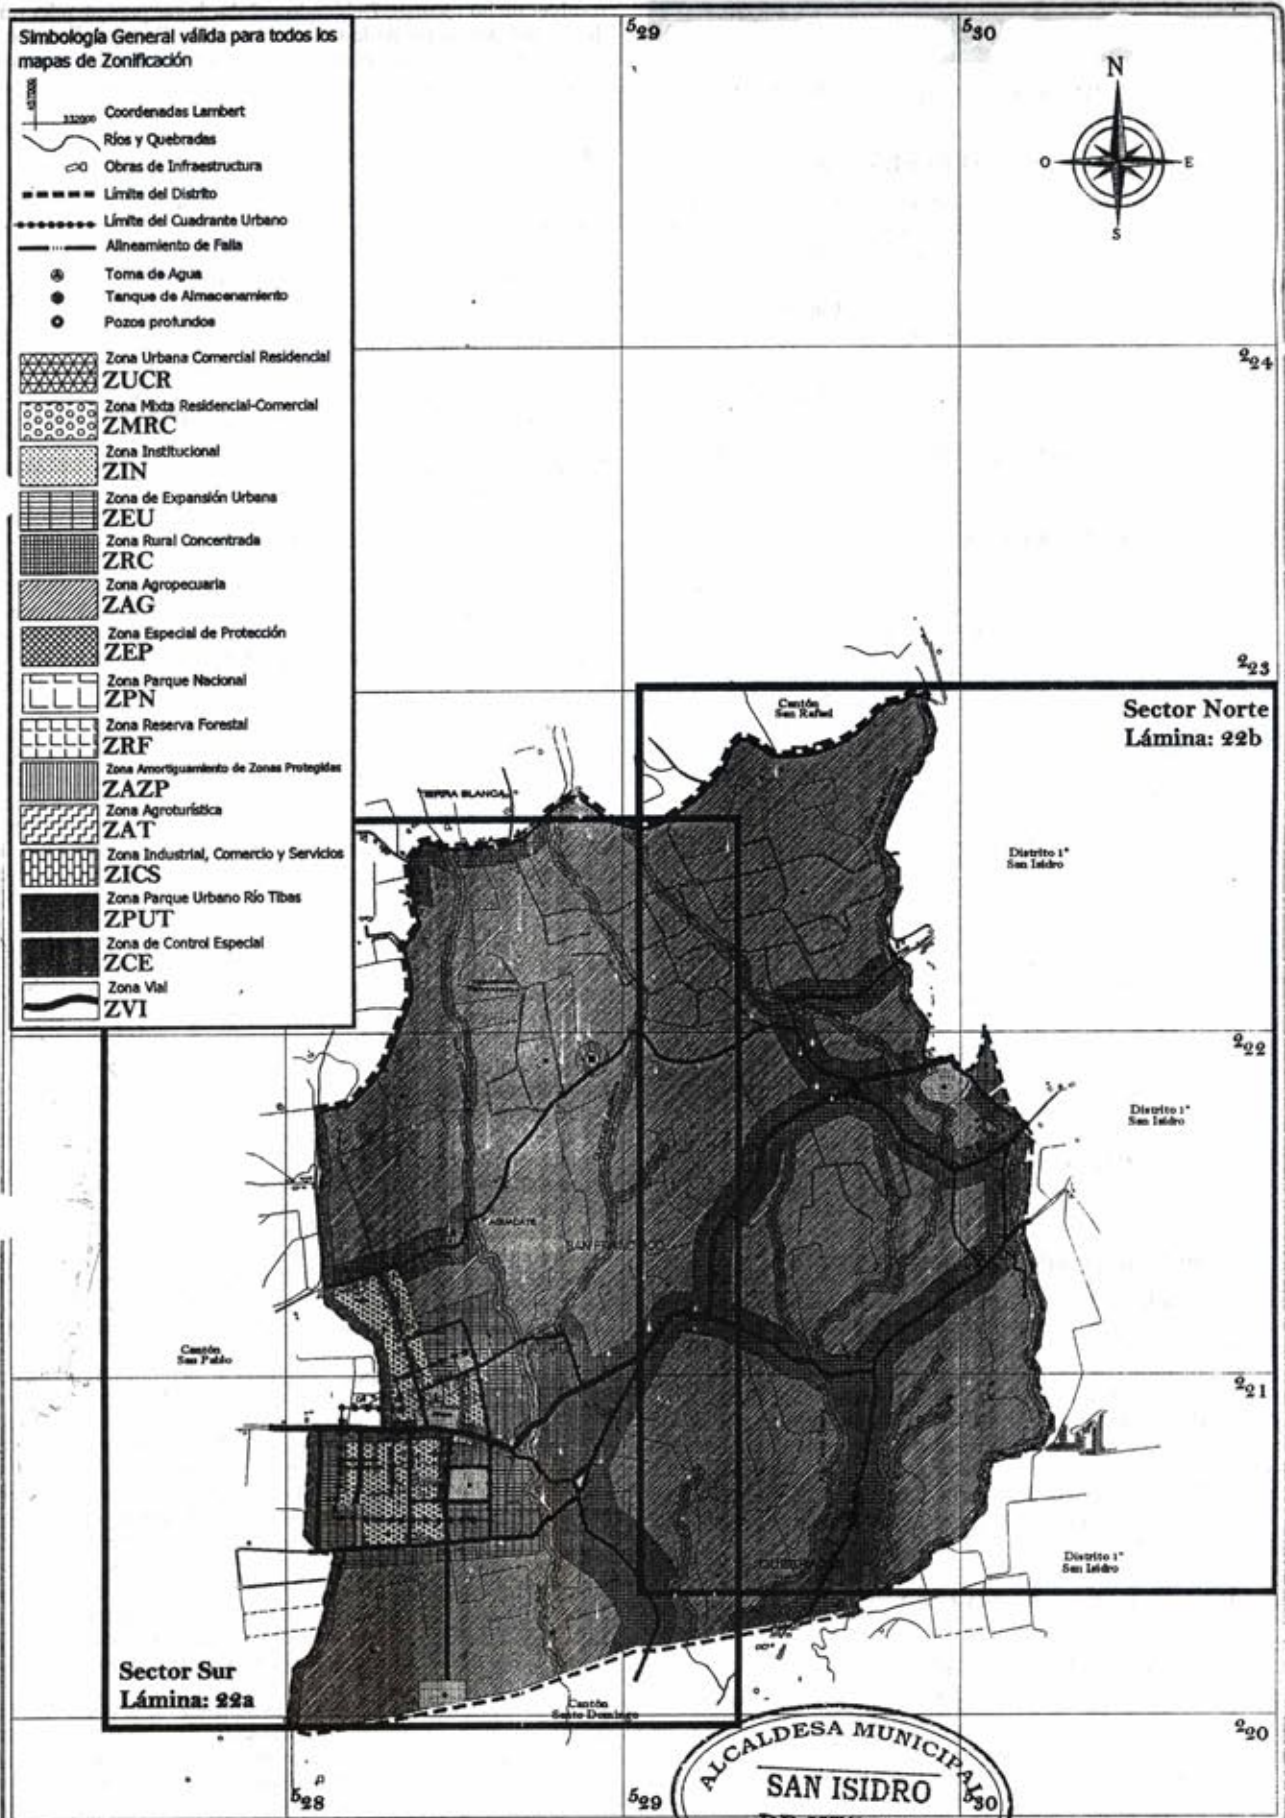 Simbología General válida para todos los
mapas de Zonificación
Coordenadas Lambert
Ríos y Quebradas
Obras de Infraestructura
Límite del Distrito
Límite del Cuadrante Urbano
Alineamiento de Falla
Toma de Agua
Tanque de Almacenamiento
Pozos profundos
Zona Urbana Comercial Residencial
ZUCR
Zona Mixta Residencial-Comercial
ZMRC
Zona Institucional
ZIN
Zona de Expansión Urbana
ZEU
Zona Rural Concentrada
ZRC
Zona Agropecuaria
ZAG
Zona Especial de Protección
ZEP
Zona Parque Nacional
ZPN
Zona Reserva Forestal
ZRF
Zona Amortiguamiento de Zonas Protegidas
ZAZP
Zona Agroturística
ZAT
Zona Industrial, Comercio y Servicios
ZICS
Zona Parque Urbano Río Tibas
ZPUT
Zona de Control Especial
ZCE
Zona Vial
ZVI
529
530
N
O
E
S
224
223
Cantón
San Rafael
Sector Norte
Lámina: 22b
TIERRA BLANCA
Distrito 1°
San Isidro
222
Distrito 1°
San Isidro
AGUACATE
SAN FRANCISCO
Cantón
San Pablo
221
Distrito 1°
San Isidro
Sector Sur
Lámina: 22a
Cantón
Santo Domingo
220
ALCALDESA MUNICIPAL
SAN ISIDRO
528
529
530